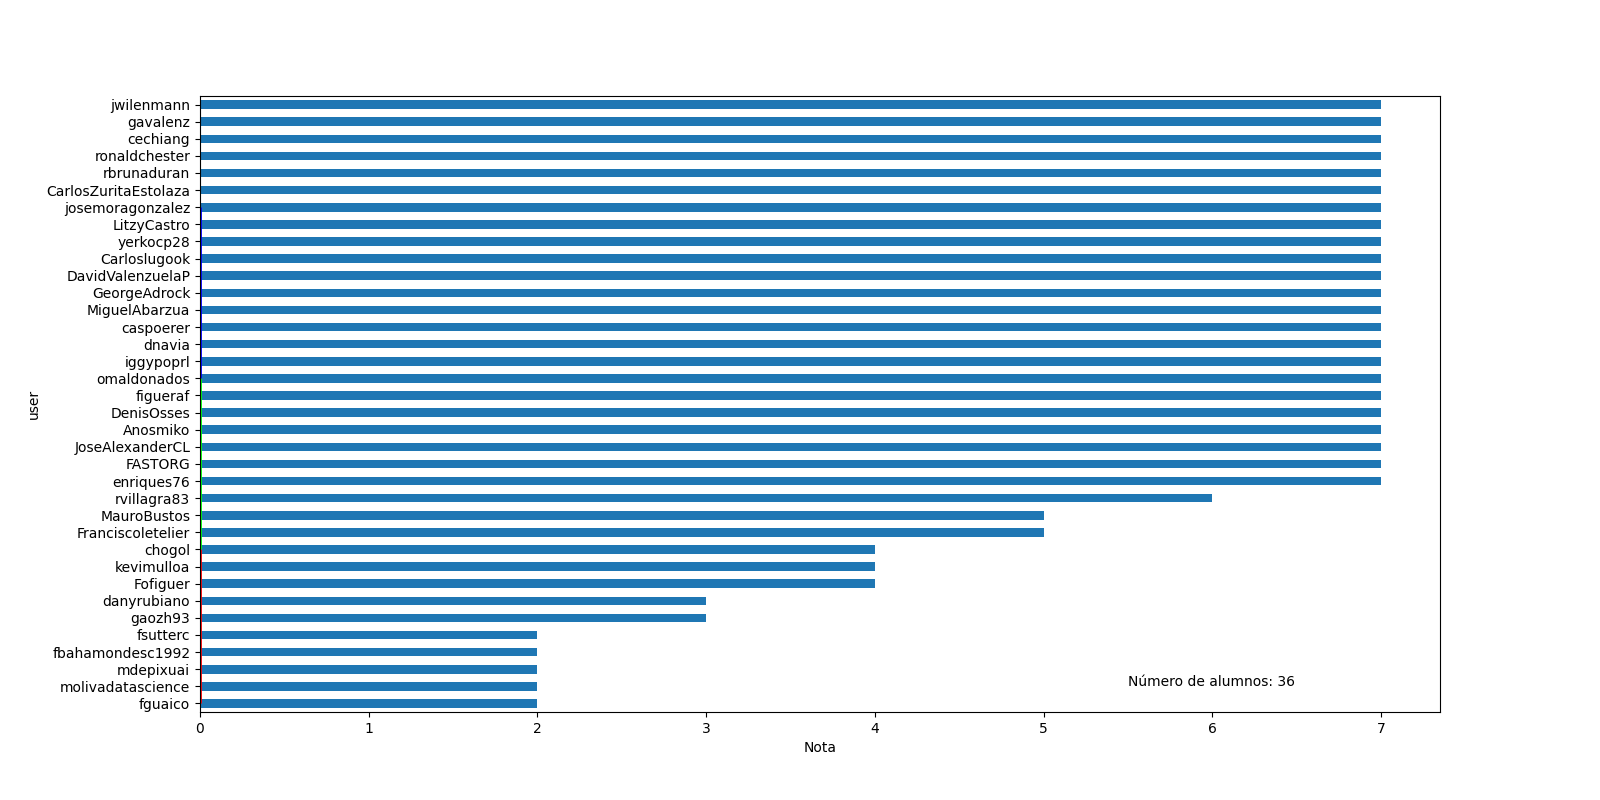 jwilenmann
gavalenz
cechiang
ronaldchester
rbrunaduran
CarlosZuritaEstolaza
josemoragonzalez
LitzyCastro
yerkocp28
Carloslugook
DavidValenzuelaP
GeorgeAdrock
MiguelAbarzua
caspoerer
dnavia
iggypoprl
omaldonados
figueraf
DenisOsses
Anosmiko
JoseAlexanderCL
FASTORG
enriques76
rvillagra83
MauroBustos
Franciscoletelier
chogol
kevimulloa
Fofiguer
danyrubiano
gaozh93
fsutterc
fbahamondesc1992
mdepixuai
molivadatascience
fguaico
user
Número de alumnos: 36
0 1 2 3 4 5 6 7
Nota